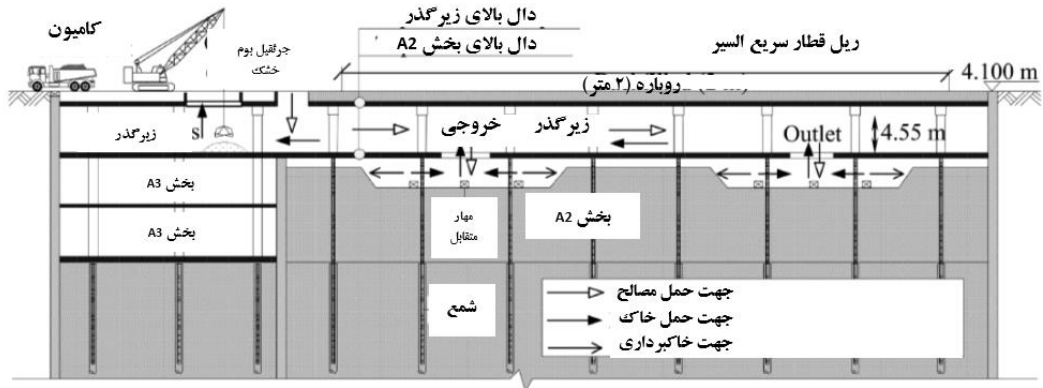 کامیون
جرثقیل بوم
خشک
دال بالای زیرگذر
دال بالای بخش A2
ریل قطار سریع السیر
4.100 m
روباره (۲ متر)
زیرگذر
S
خروجی
زیرگذر
Outlet
4.55 m
بخش A3
بخش A3
مهار
متقابل
بخش A2
شمع
جهت حمل مصالح
جهت حمل خاک
جهت خاکبرداری